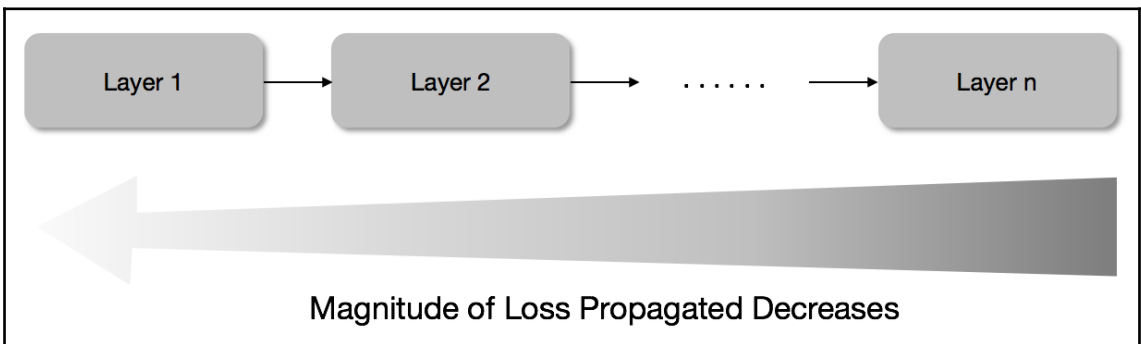 Layer 1 Layer 2 ...... Layer n
Magnitude of Loss Propagated Decreases